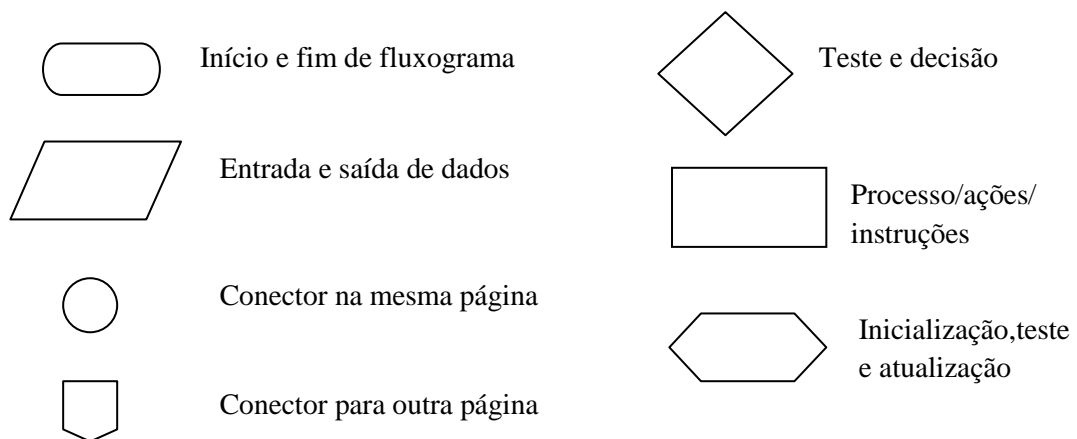 Início e fim de fluxograma
Entrada e saída de dados
Conector na mesma página
Conector para outra página
Teste e decisão
Processo/ações/
instruções
Inicialização,teste
e atualização